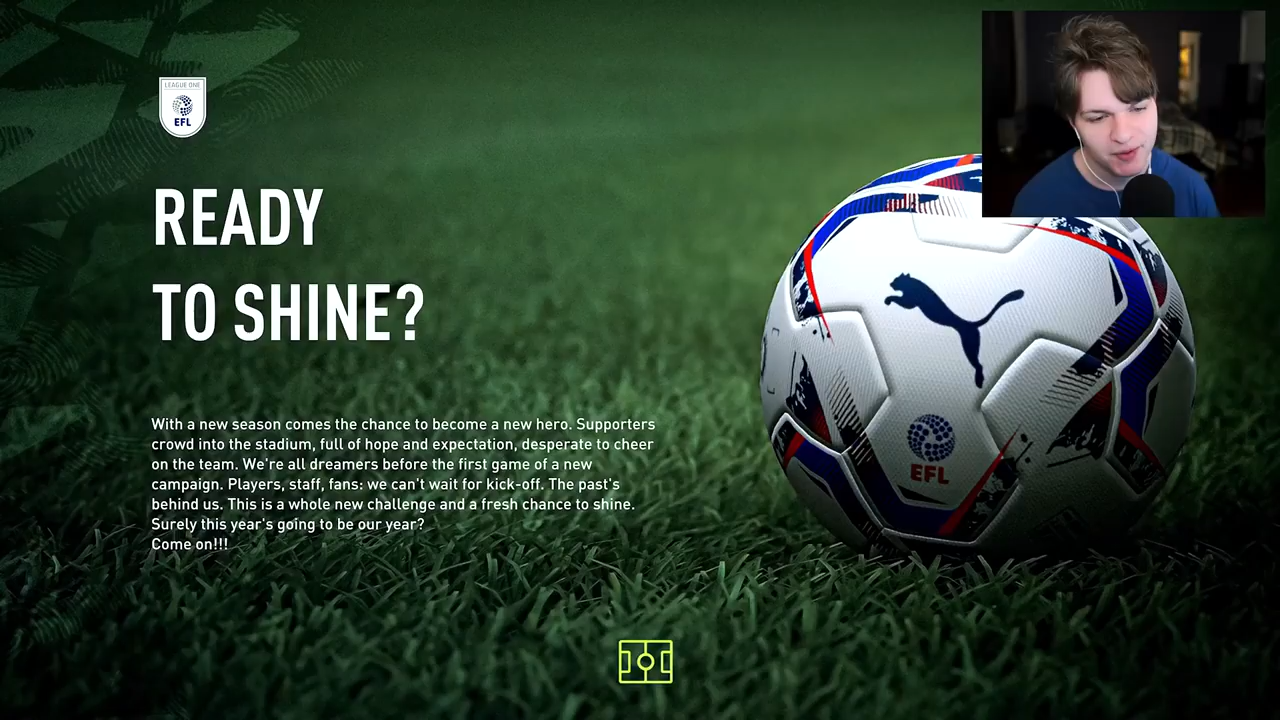 LEAGUE ONE
EFL
READY
TO SHINE?
With a new season comes the chance to become a new hero. Supporters
crowd into the stadium, full of hope and expectation, desperate to cheer
on the team. We're all dreamers before the first game of a new
campaign. Players, staff, fans: we can't wait for kick-off. The past's
behind us. This is a whole new challenge and a fresh chance to shine.
Surely this year's going to be our year?
Come on!!!
EFL